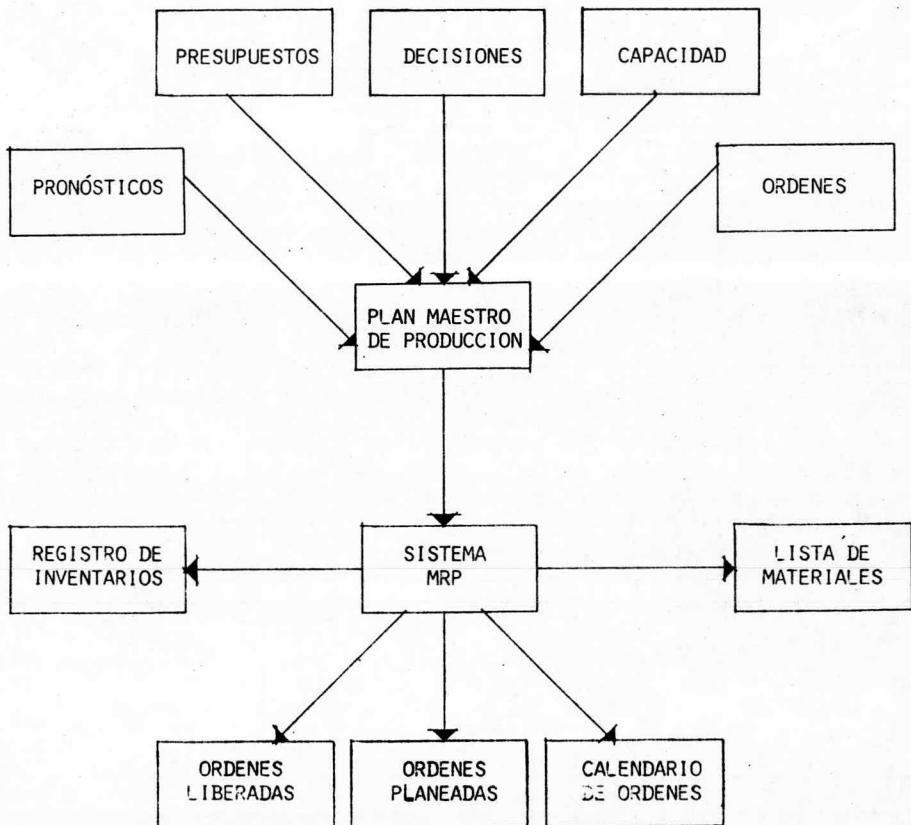 PRESUPUESTOS
DECISIONES
CAPACIDAD
PRONÓSTICOS
ORDENES
PLAN MAESTRO
DE PRODUCCION
REGISTRO DE
INVENTARIOS
SISTEMA
MRP
LISTA DE
MATERIALES
ORDENES
LIBERADAS
ORDENES
PLANEADAS
CALENDARIO
DE ORDENES